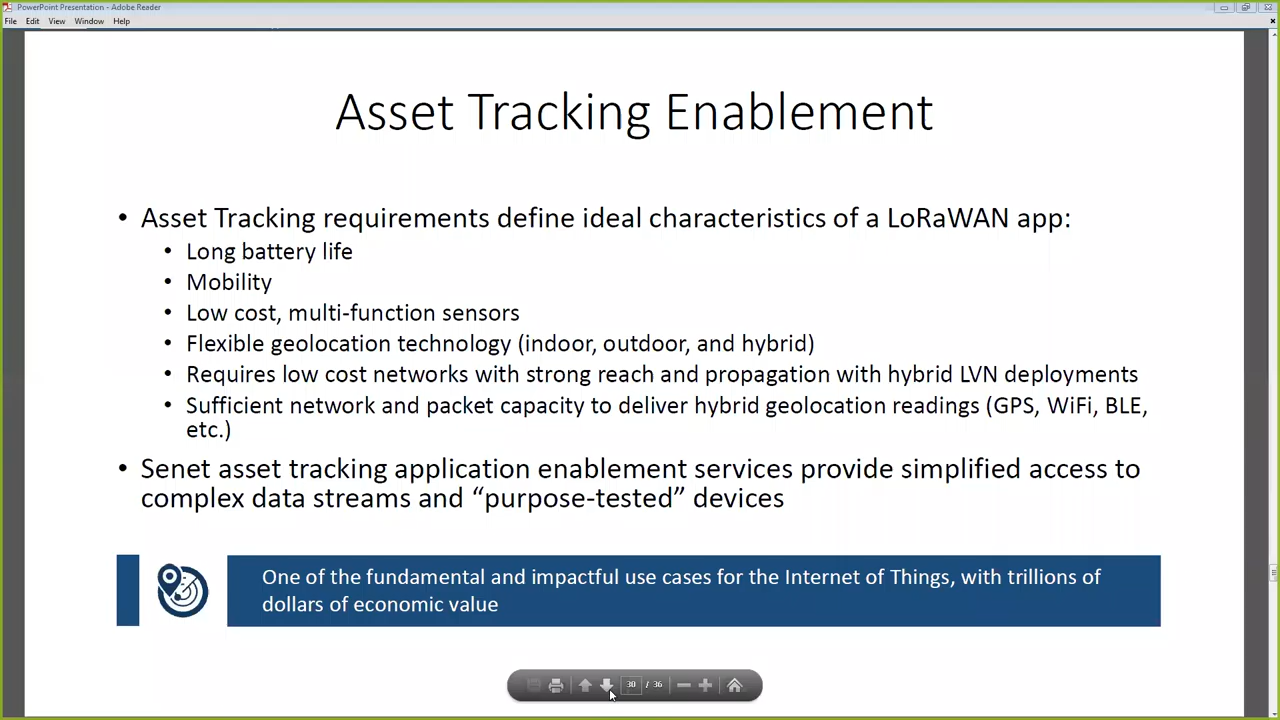 PowerPoint Presentation - Adobe Reader
File Edit View Window Help
Asset Tracking Enablement
• Asset Tracking requirements define ideal characteristics of a LoRaWAN app:
• Long battery life
• Mobility
• Low cost, multi-function sensors
• Flexible geolocation technology (indoor, outdoor, and hybrid)
• Requires low cost networks with strong reach and propagation with hybrid LVN deployments
• Sufficient network and packet capacity to deliver hybrid geolocation readings (GPS, WiFi, BLE,
etc.)
• Senet asset tracking application enablement services provide simplified access to
complex data streams and “purpose-tested” devices
One of the fundamental and impactful use cases for the Internet of Things, with trillions of
dollars of economic value
30 / 36